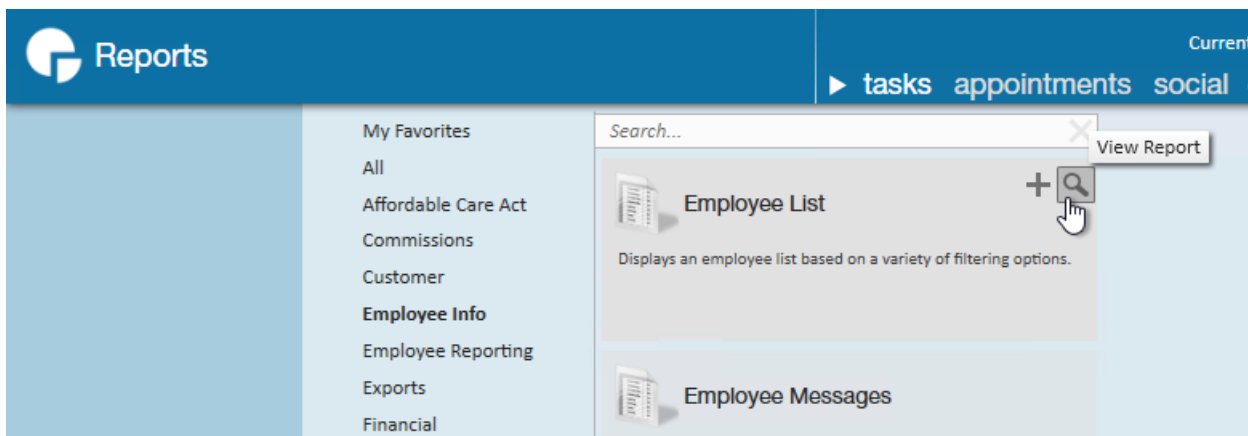 Reports
Current
tasks appointments social
My Favorites
All
Affordable Care Act
Commissions
Customer
Employee Info
Employee Reporting
Exports
Financial
Search...
View Report
Employee List
Displays an employee list based on a variety of filtering options.
Employee Messages